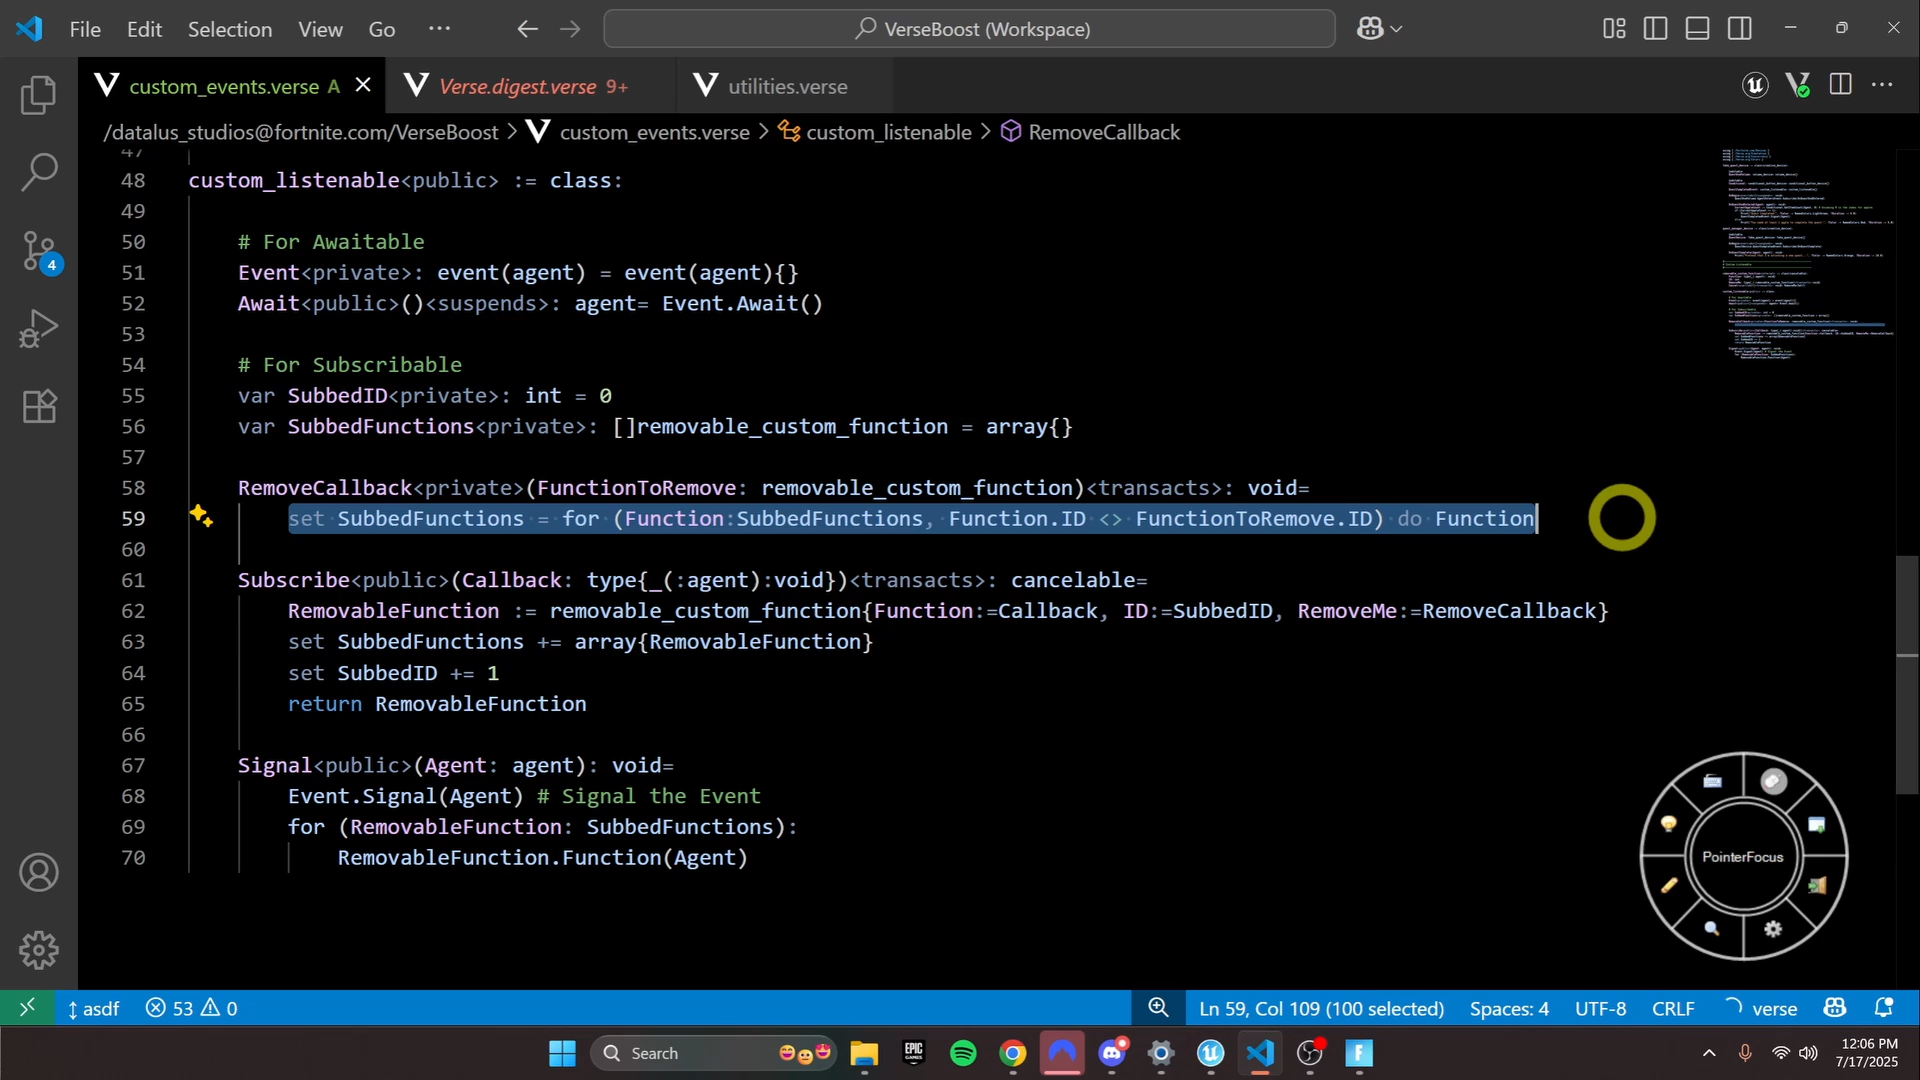 File Edit Selection View Go ··· VerseBoost (Workspace)
custom_events.verse A Verse.digest.verse 9+ utilities.verse
/datalus_studios@fortnite.com/VerseBoost > custom_events.verse > custom_listenable > RemoveCallback
47
48 custom_listenable<public> := class:
49
50 # For Awaitable
51 Event<private>: event(agent) = event(agent){}
52 Await<public>()<suspends>: agent= Event.Await()
53
54 # For Subscribable
55 var SubbedID<private>: int = 0
56 var SubbedFunctions<private>: []removable_custom_function = array{}
57
58 RemoveCallback<private>(FunctionToRemove: removable_custom_function)<transacts>: void=
59 set SubbedFunctions = for (Function:SubbedFunctions, Function.ID <> FunctionToRemove.ID) do Function
60
61 Subscribe<public>(Callback: type{_(:agent):void})<transacts>: cancelable=
62 RemovableFunction := removable_custom_function{Function:=Callback, ID:=SubbedID, RemoveMe:=RemoveCallback}
63 set SubbedFunctions += array{RemovableFunction}
64 set SubbedID += 1
65 return RemovableFunction
66
67 Signal<public>(Agent: agent): void=
68 Event.Signal(Agent) # Signal the Event
69 for (RemovableFunction: SubbedFunctions):
70 RemovableFunction.Function(Agent)
PointerFocus
4
asdf 53 0 Ln 59, Col 109 (100 selected) Spaces: 4 UTF-8 CRLF verse
Search
EPIC GAMES
12:06 PM
7/17/2025